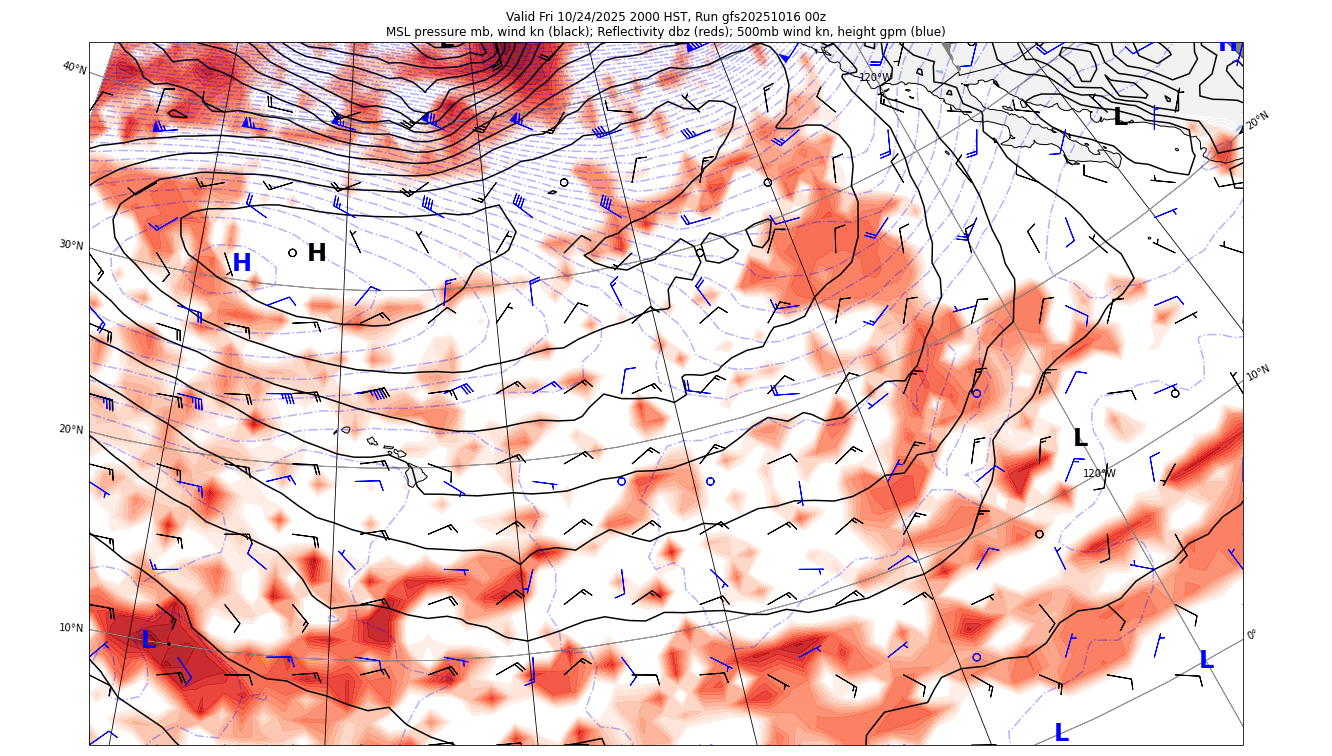 Valid Fri 10/24/2025 2000 HST, Run gfs20251016 00z
MSL pressure mb, wind kn (black); Reflectivity dbz (reds); 500mb wind kn, height gpm (blue)
H
40°N
120°W
L
20°N
30°N
H
H
10°N
20°N
L
120°W
10°N
L
0°
L
L